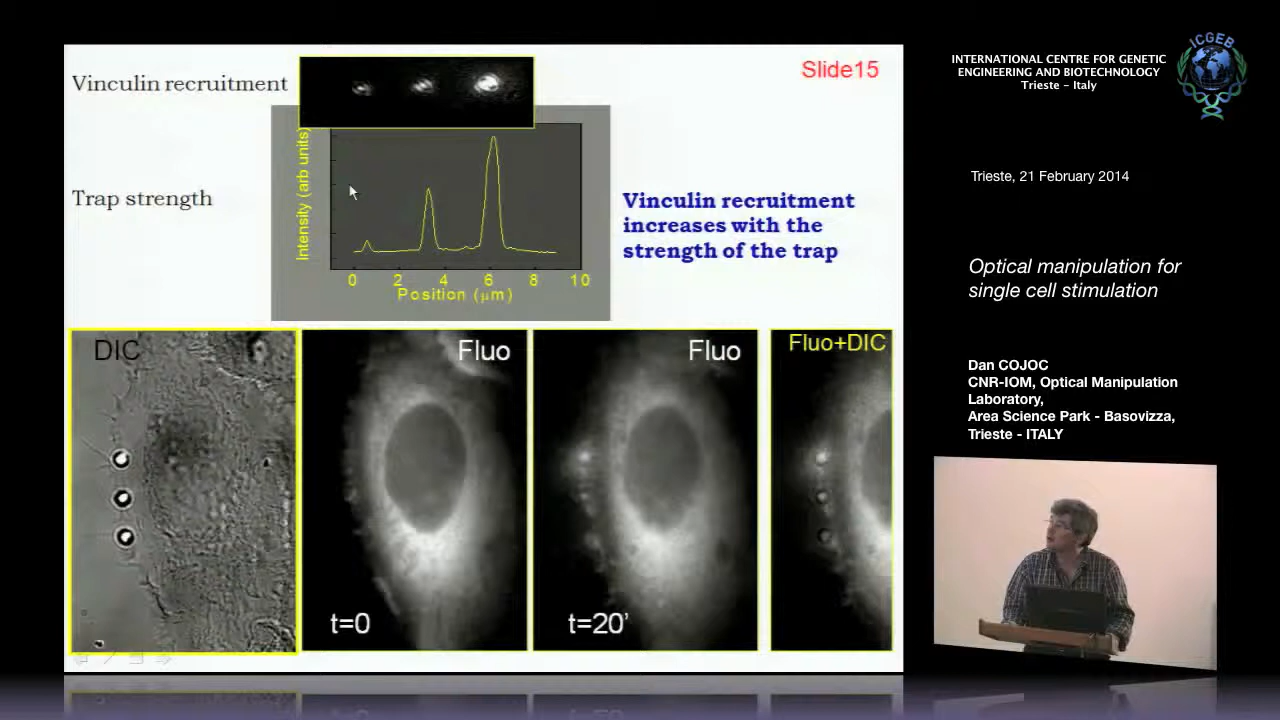 Vinculin recruitment
Slide15
Trap strength
Intensity (arb units)
0 2 4 6 8 10
Position (μm)
Vinculin recruitment
increases with the
strength of the trap
DIC
Fluo
t=0
Fluo
t=20'
Fluo+DIC
INTERNATIONAL CENTRE FOR GENETIC
ENGINEERING AND BIOTECHNOLOGY
Trieste - Italy
ICGEB
Trieste, 21 February 2014
Optical manipulation for
single cell stimulation
Dan COJOC
CNR-IOM, Optical Manipulation
Laboratory,
Area Science Park - Basovizza,
Trieste - ITALY